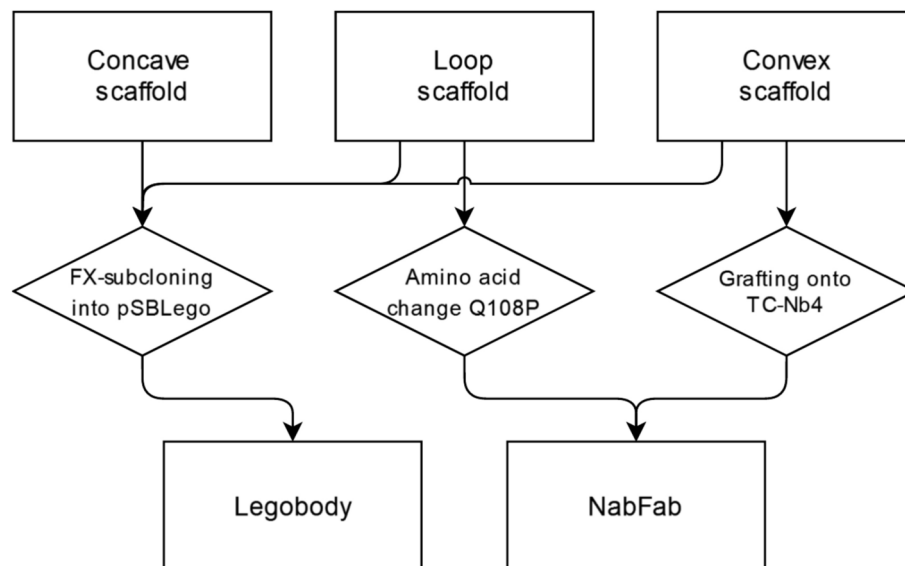 Concave
scaffold
Loop
scaffold
Convex
scaffold
FX-subcloning
into pSBLego
Amino acid
change Q108P
Grafting onto
TC-Nb4
Legobody
NabFab